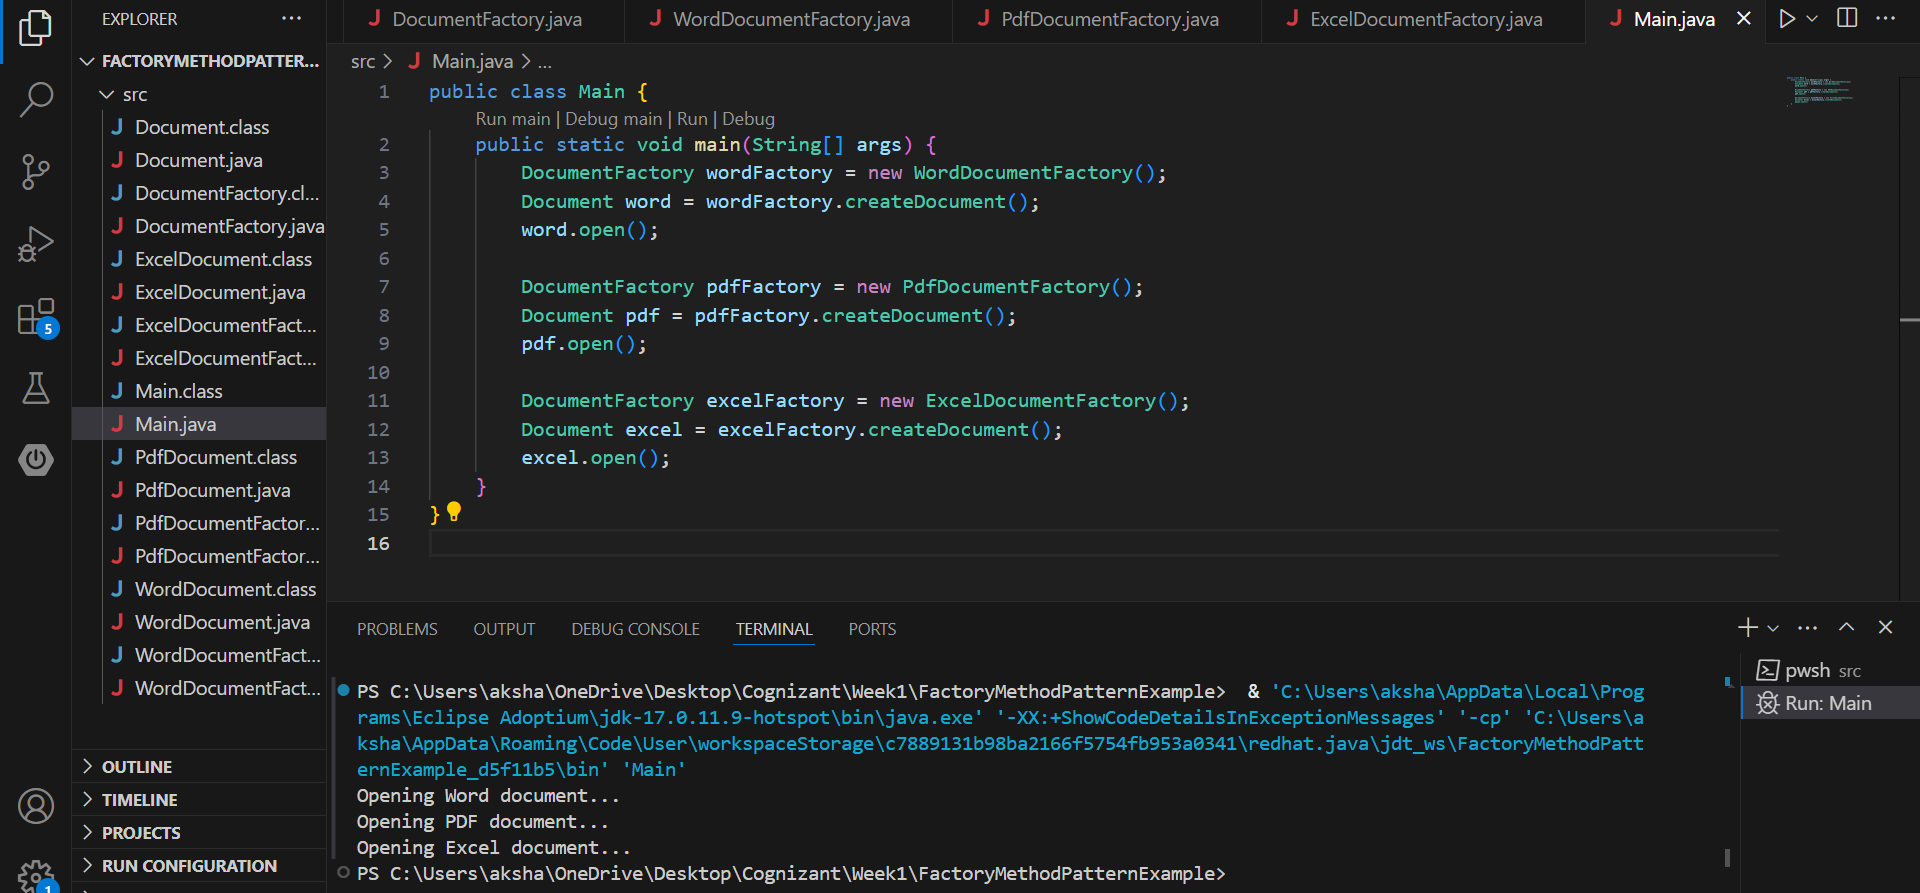 EXPLORER
FACTORYMETHODPATTER...
src
Document.class
Document.java
DocumentFactory.cl...
DocumentFactory.java
ExcelDocument.class
ExcelDocument.java
ExcelDocumentFact...
ExcelDocumentFact...
Main.class
Main.java
PdfDocument.class
PdfDocument.java
PdfDocumentFactor...
PdfDocumentFactor...
WordDocument.class
WordDocument.java
WordDocumentFact...
WordDocumentFact...
OUTLINE
TIMELINE
PROJECTS
RUN CONFIGURATION
5
1
DocumentFactory.java WordDocumentFactory.java PdfDocumentFactory.java ExcelDocumentFactory.java Main.java
src > Main.java > ...
1 public class Main {
Run main | Debug main | Run | Debug
2 public static void main(String[] args) {
3 DocumentFactory wordFactory = new WordDocumentFactory();
4 Document word = wordFactory.createDocument();
5 word.open();
6
7 DocumentFactory pdfFactory = new PdfDocumentFactory();
8 Document pdf = pdfFactory.createDocument();
9 pdf.open();
10
11 DocumentFactory excelFactory = new ExcelDocumentFactory();
12 Document excel = excelFactory.createDocument();
13 excel.open();
14 }
15 }
16
PROBLEMS OUTPUT DEBUG CONSOLE TERMINAL PORTS
PS C:\Users\aksha\OneDrive\Desktop\Cognizant\Week1\FactoryMethodPatternExample> & 'C:\Users\aksha\AppData\Local\Prog
rams\Eclipse Adoptium\jdk-17.0.11.9-hotspot\bin\java.exe' '-XX:+ShowCodeDetailsInExceptionMessages' '-cp' 'C:\Users\a
ksha\AppData\Roaming\Code\User\workspaceStorage\c7889131b98ba2166f5754fb953a0341\redhat.java\jdt_ws\FactoryMethodPatt
ernExample_d5f11b5\bin' 'Main'
Opening Word document...
Opening PDF document...
Opening Excel document...
PS C:\Users\aksha\OneDrive\Desktop\Cognizant\Week1\FactoryMethodPatternExample>
pwsh src
Run: Main